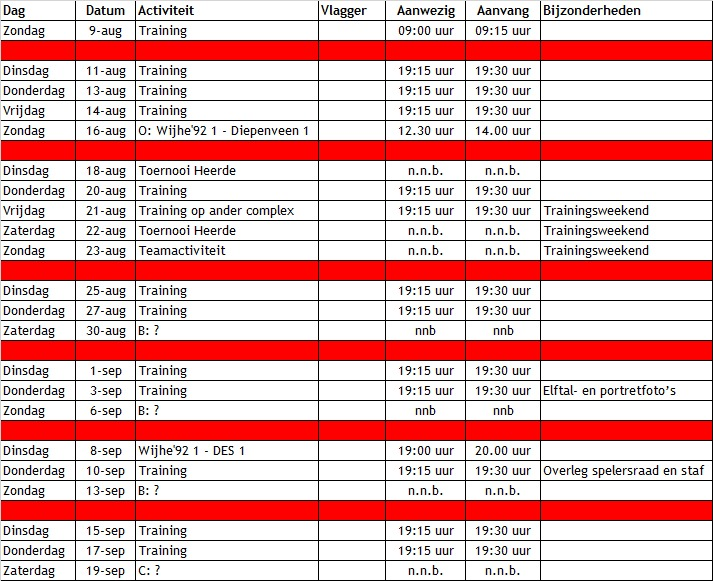 Dag Datum Activiteit Vlagger Aanwezig Aanvang Bijzonderheden
Zondag 9-aug Training 09:00 uur 09:15 uur
Dinsdag 11-aug Training 19:15 uur 19:30 uur
Donderdag 13-aug Training 19:15 uur 19:30 uur
Vrijdag 14-aug Training 19:15 uur 19:30 uur
Zondag 16-aug O: Wijhe'92 1 - Diepenveen 1 12.30 uur 14.00 uur
Dinsdag 18-aug Toernooi Heerde n.n.b. n.n.b.
Donderdag 20-aug Training 19:15 uur 19:30 uur
Vrijdag 21-aug Training op ander complex 19:15 uur 19:30 uur Trainingsweekend
Zaterdag 22-aug Toernooi Heerde n.n.b. n.n.b. Trainingsweekend
Zondag 23-aug Teamactiviteit n.n.b. n.n.b. Trainingsweekend
Dinsdag 25-aug Training 19:15 uur 19:30 uur
Donderdag 27-aug Training 19:15 uur 19:30 uur
Zaterdag 30-aug B: ? nnb nnb
Dinsdag 1-sep Training 19:15 uur 19:30 uur
Donderdag 3-sep Training 19:15 uur 19:30 uur Elftal- en portretfoto's
Zondag 6-sep B: ? nnb nnb
Dinsdag 8-sep Wijhe'92 1 - DES 1 19:00 uur 20.00 uur
Donderdag 10-sep Training 19:15 uur 19:30 uur Overleg spelersraad en staf
Zondag 13-sep B: ? n.n.b. n.n.b.
Dinsdag 15-sep Training 19:15 uur 19:30 uur
Donderdag 17-sep Training 19:15 uur 19:30 uur
Zaterdag 19-sep C: ? n.n.b. n.n.b.